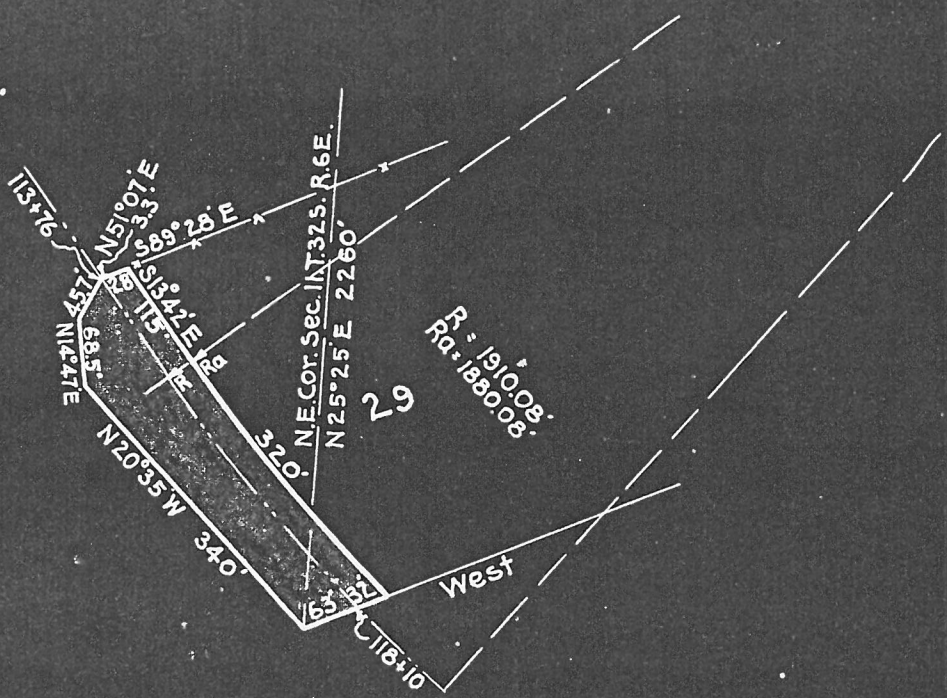 113+76
N51°07'E
3.3'
S89°28'E
45.7'
28'
S13°42'E
115'
N14°47'E
68.5'
R
Ra
N.E.Cor.Sec.11.T.32S.R.6E.
N25°25'E 2260'
R = 1910.08'
Ra = 1880.08'
29
320'
N20°35'W
340'
63'
32'
West
118+10